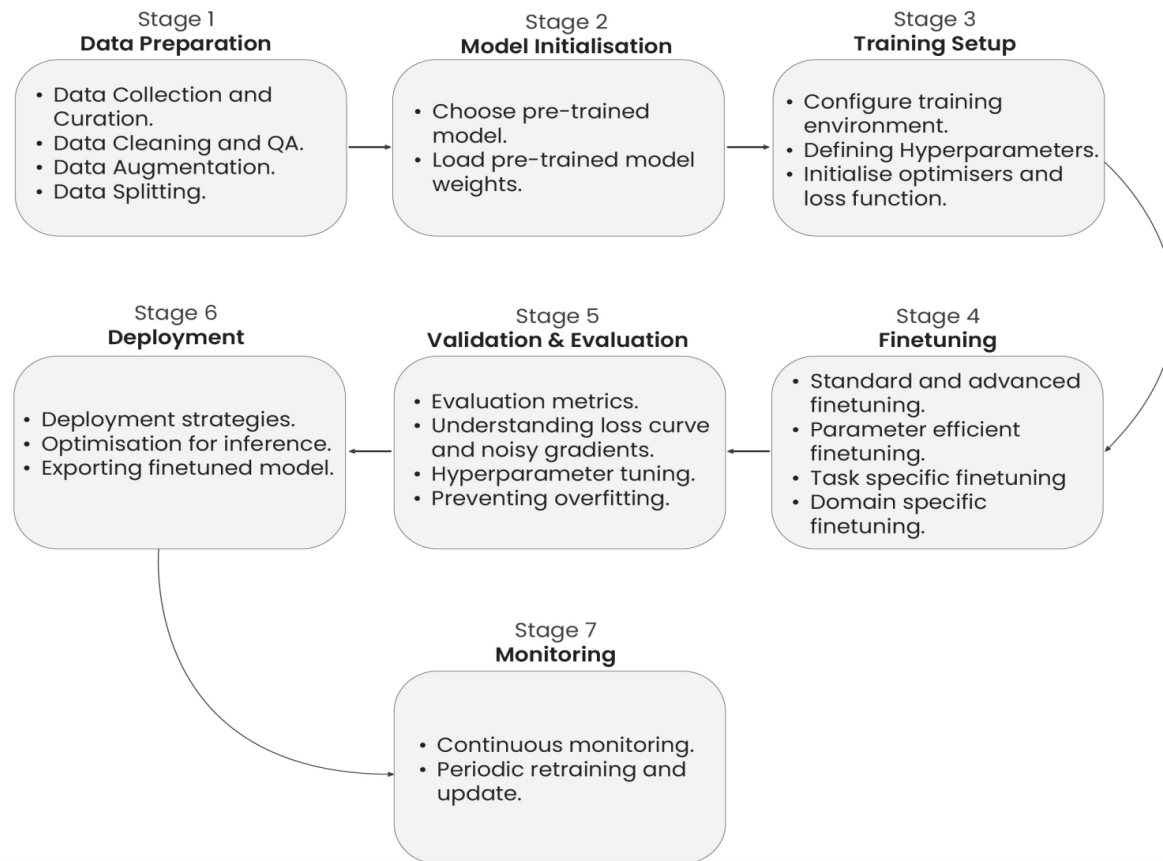 Stage 1
Data Preparation
• Data Collection and
Curation.
• Data Cleaning and QA.
• Data Augmentation.
• Data Splitting.
Stage 2
Model Initialisation
• Choose pre-trained
model.
• Load pre-trained model
weights.
Stage 3
Training Setup
• Configure training
environment.
• Defining Hyperparameters.
• Initialise optimisers and
loss function.
Stage 4
Finetuning
• Standard and advanced
finetuning.
• Parameter efficient
finetuning.
• Task specific finetuning
• Domain specific
finetuning.
Stage 5
Validation & Evaluation
• Evaluation metrics.
• Understanding loss curve
and noisy gradients.
• Hyperparameter tuning.
• Preventing overfitting.
Stage 6
Deployment
• Deployment strategies.
• Optimisation for inference.
• Exporting finetuned model.
Stage 7
Monitoring
• Continuous monitoring.
• Periodic retraining and
update.